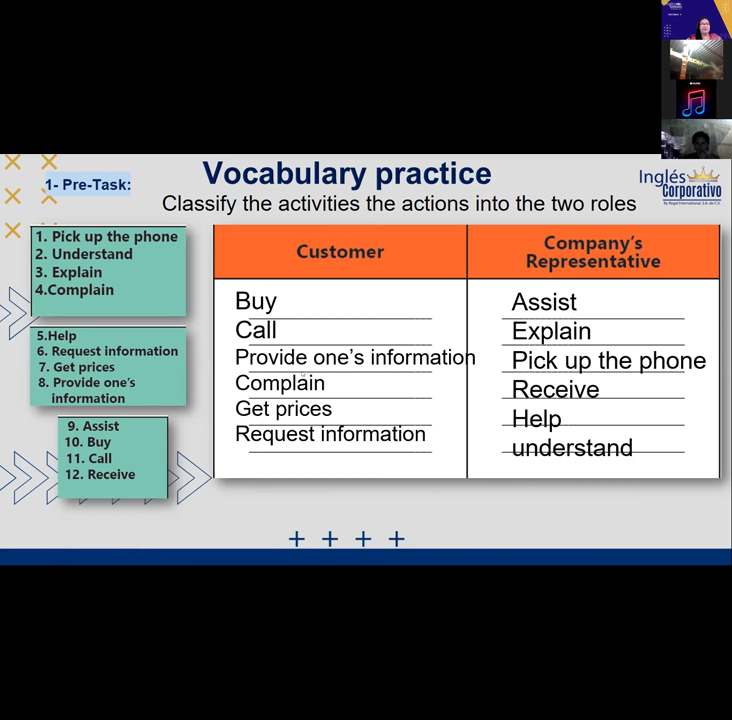 1- Pre-Task:
Vocabulary practice
Classify the activities the actions into the two roles
Inglés
Corporativo
1. Pick up the phone
2. Understand
3. Explain
4.Complain
5.Help
6. Request information
7. Get prices
8. Provide one's
information
9. Assist
10. Buy
11. Call
12. Receive
Customer
Buy
Call
Provide one's information
Complain
Get prices
Request information
Company's
Representative
Assist
Explain
Pick up the phone
Receive
Help
understand